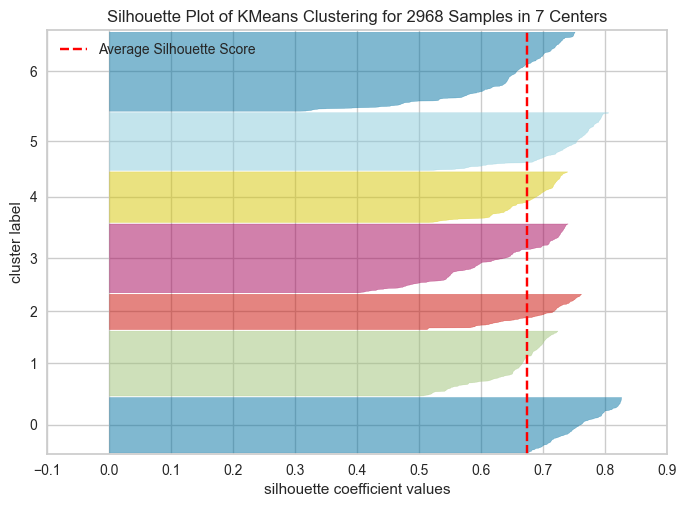 Silhouette Plot of KMeans Clustering for 2968 Samples in 7 Centers
Average Silhouette Score
cluster label
6
5
4
3
2
1
0
-0.1 0.0 0.1 0.2 0.3 0.4 0.5 0.6 0.7 0.8 0.9
silhouette coefficient values